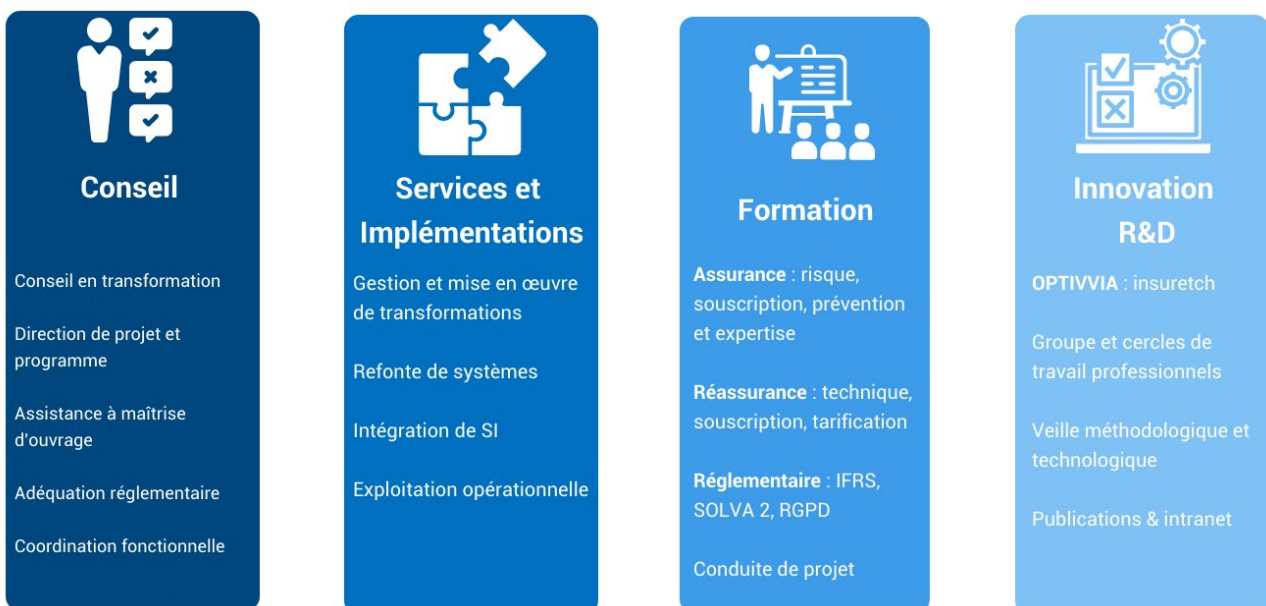 Conseil
Conseil en transformation
Direction de projet et
programme
Assistance à maîtrise
d'ouvrage
Adéquation réglementaire
Coordination fonctionnelle
Services et
Implémentations
Gestion et mise en œuvre
de transformations
Refonte de systèmes
Intégration de SI
Exploitation opérationnelle
Formation
Assurance : risque,
souscription, prévention
et expertise
Réassurance : technique,
souscription, tarification
Réglementaire : IFRS,
SOLVA 2, RGPD
Conduite de projet
Innovation
R&D
OPTIVVIA : insuretch
Groupe et cercles de
travail professionnels
Veille méthodologique et
technologique
Publications & intranet